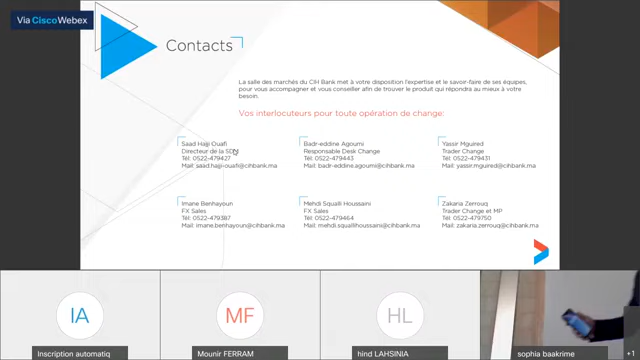 Via CiscoWebex
Contacts
La salle des marchés du CIH Bank met à votre disposition l'expertise et le savoir-faire de ses équipes,
pour vous accompagner et vous conseiller afin de trouver le produit qui répondra au mieux à votre
besoin.
Vos interlocuteurs pour toute opération de change:
Saad Hajji Ouafi
Directeur de la SDM
Tél: 0522-479427
Mail: saad.hajji-ouafi@cihbank.ma
Badr-eddine Agoumi
Responsable Desk Change
Tél: 0522-479443
Mail: badr-eddine.agoumi@cihbank.ma
Yassir Mguired
Trader Change
Tél: 0522-479431
Mail: yassir.mguired@cihbank.ma
Imane Benhayoun
FX Sales
Tél: 0522-479387
Mail: imane.benhayoun@cihbank.ma
Mehdi Squalli Houssaini
FX Sales
Tél: 0522-479464
Mail: mehdi.squallihoussaini@cihbank.ma
Zakaria Zerrouq
Trader Change et MP
Tél: 0522-479750
Mail: zakaria.zerrouq@cihbank.ma
IA
MF
HL
Inscription automatiq
Mounir FERRAM
hind LAHSINIA
sophia baakrime
+1